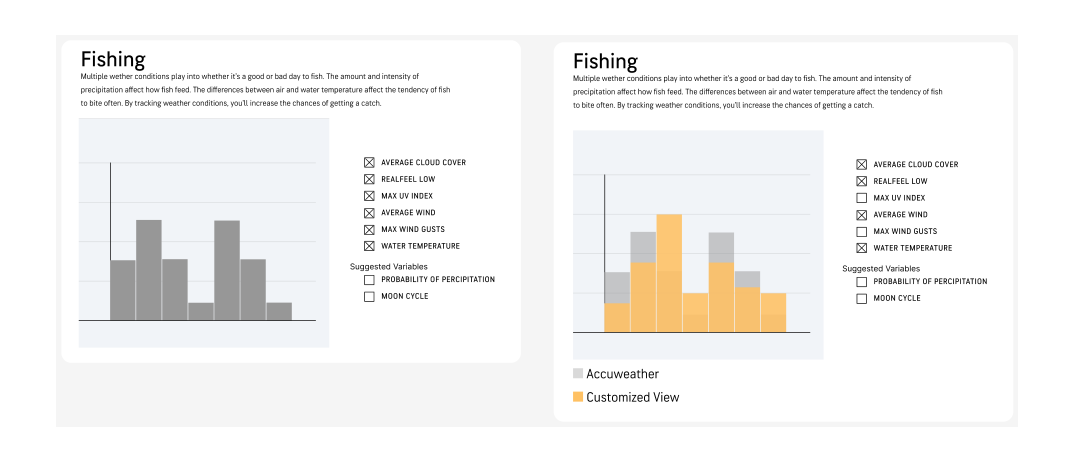 Fishing
Multiple wether conditions play into whether it's a good or bad day to fish. The amount and intensity of
precipitation affect how fish feed. The differences between air and water temperature affect the tendency of fish
to bite often. By tracking weather conditions, you'll increase the chances of getting a catch.
AVERAGE CLOUD COVER
REALFEEL LOW
MAX UV INDEX
AVERAGE WIND
MAX WIND GUSTS
WATER TEMPERATURE
Suggested Variables
PROBABILITY OF PERCIPITATION
MOON CYCLE
Fishing
Multiple wether conditions play into whether it's a good or bad day to fish. The amount and intensity of
precipitation affect how fish feed. The differences between air and water temperature affect the tendency of fish
to bite often. By tracking weather conditions, you'll increase the chances of getting a catch.
AVERAGE CLOUD COVER
REALFEEL LOW
MAX UV INDEX
AVERAGE WIND
MAX WIND GUSTS
WATER TEMPERATURE
Suggested Variables
PROBABILITY OF PERCIPITATION
MOON CYCLE
Accuweather
Customized View